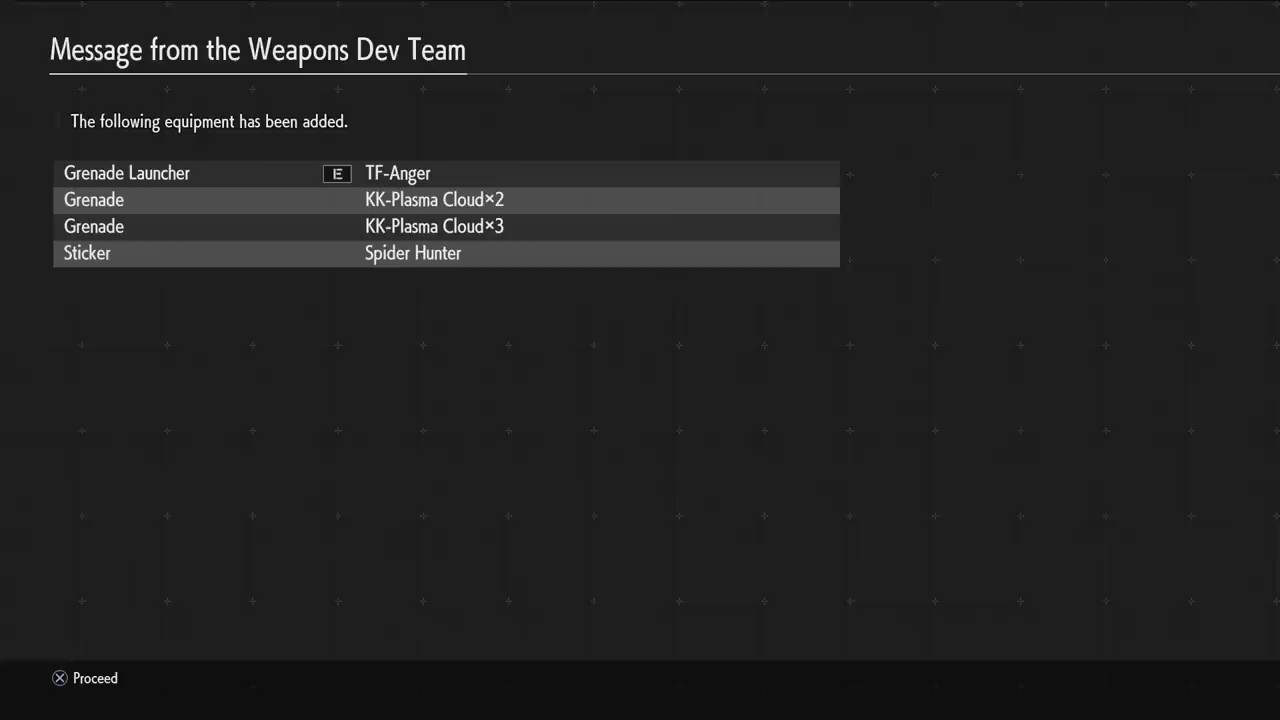 Message from the Weapons Dev Team
The following equipment has been added.
Grenade Launcher E TF-Anger
Grenade KK-Plasma Cloud×2
Grenade KK-Plasma Cloud×3
Sticker Spider Hunter
Proceed